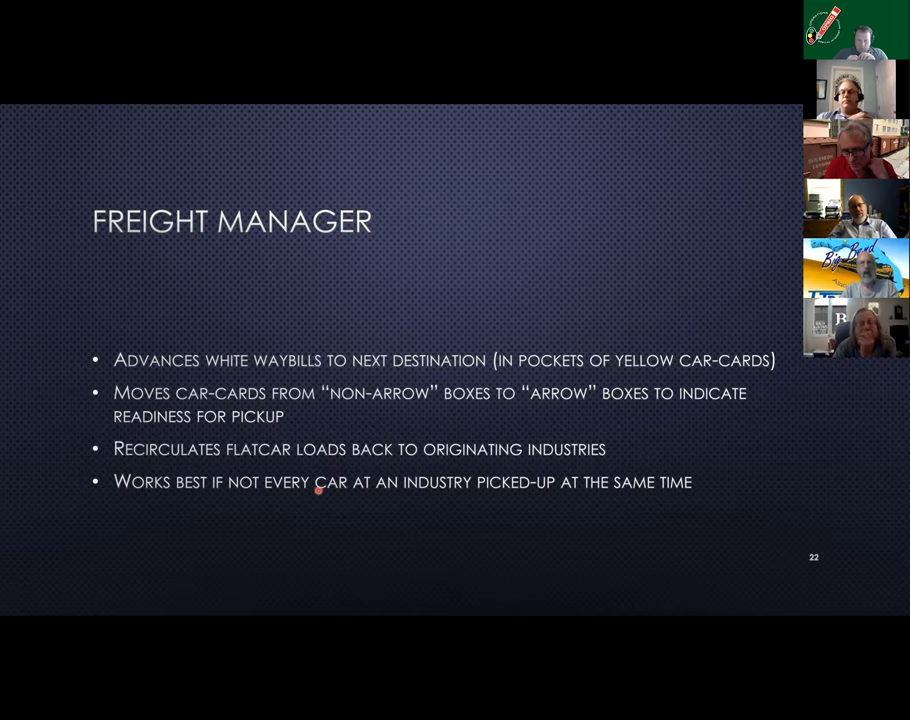 FREIGHT MANAGER
• ADVANCES WHITE WAYBILLS TO NEXT DESTINATION (IN POCKETS OF YELLOW CAR-CARDS)
• MOVES CAR-CARDS FROM “NON-ARROW” BOXES TO “ARROW” BOXES TO INDICATE
READINESS FOR PICKUP
• RECIRCULATES FLATCAR LOADS BACK TO ORIGINATING INDUSTRIES
• WORKS BEST IF NOT EVERY CAR AT AN INDUSTRY PICKED-UP AT THE SAME TIME
22
Big Bend